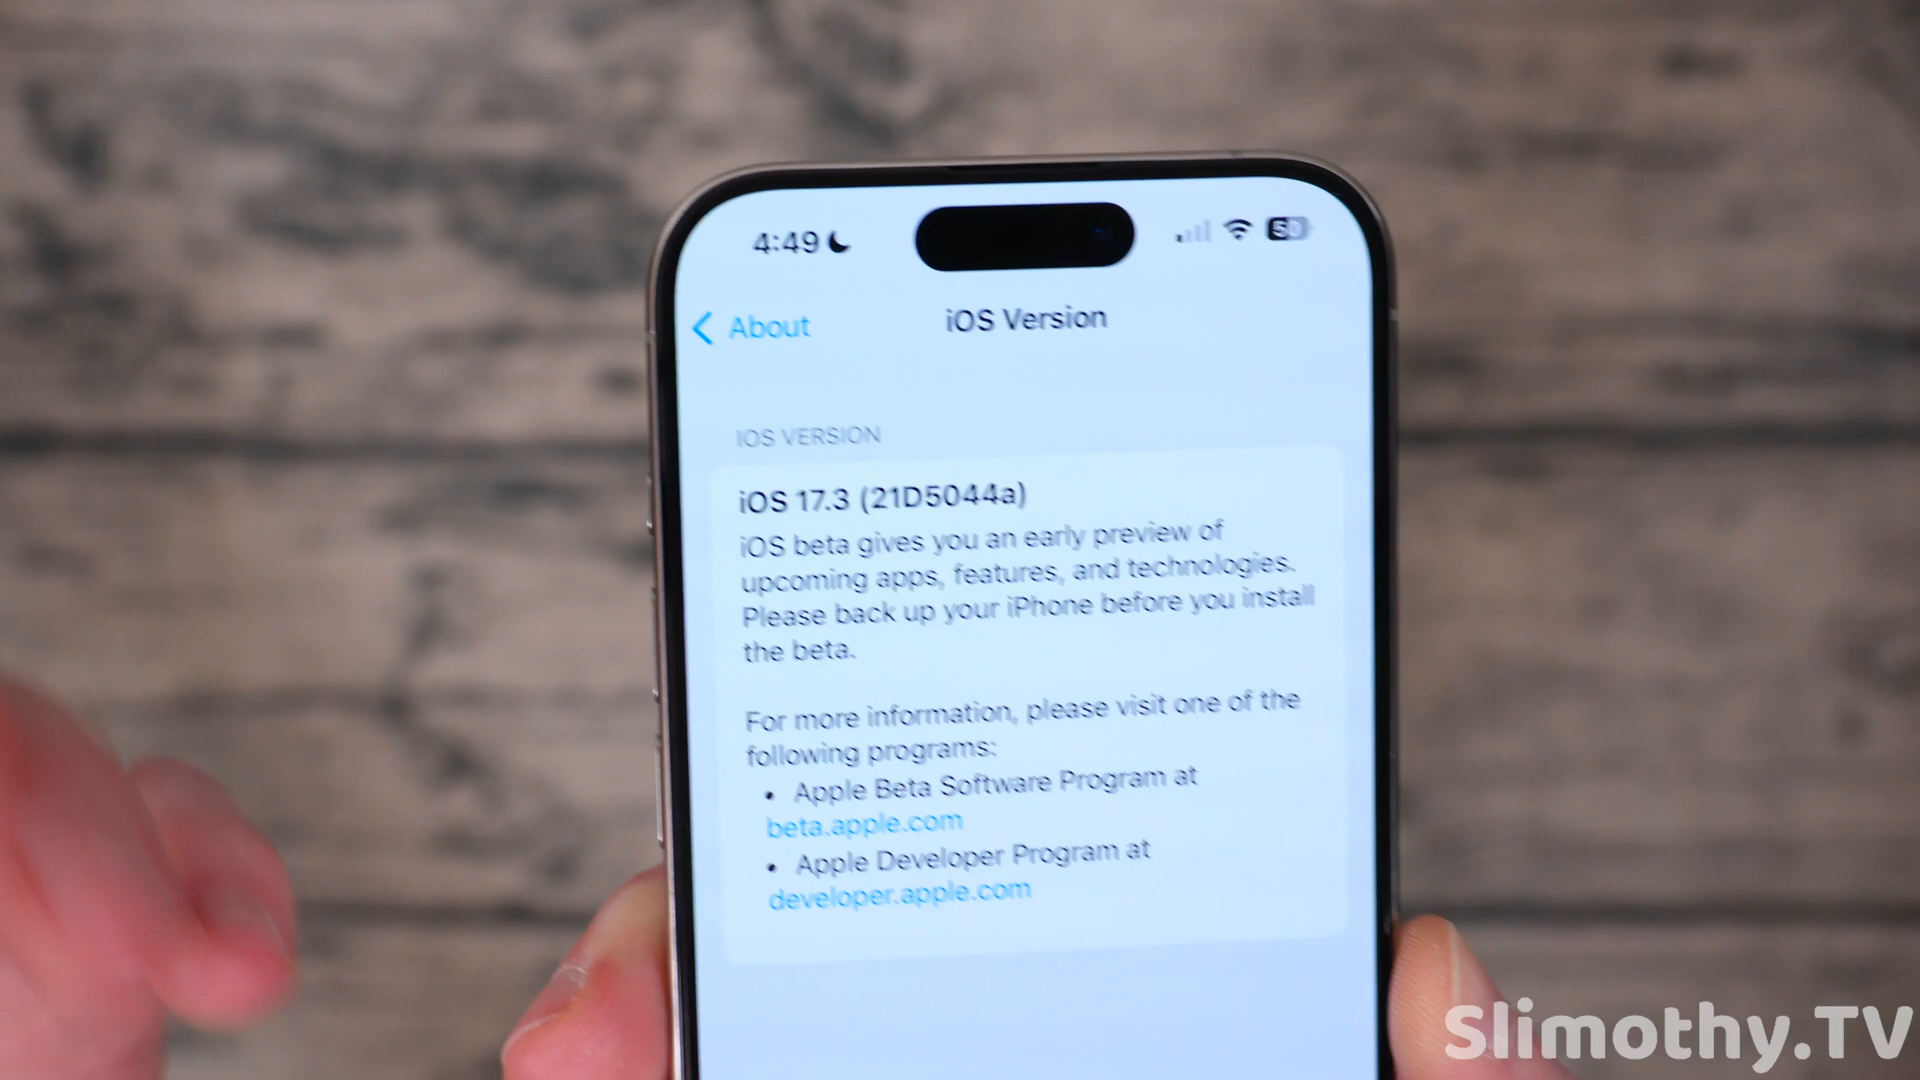 4:49
50
About
iOS Version
IOS VERSION
iOS 17.3 (21D5044a)
iOS beta gives you an early preview of
upcoming apps, features, and technologies.
Please back up your iPhone before you install
the beta.
For more information, please visit one of the
following programs:
• Apple Beta Software Program at
beta.apple.com
• Apple Developer Program at
developer.apple.com
Slimothy.TV